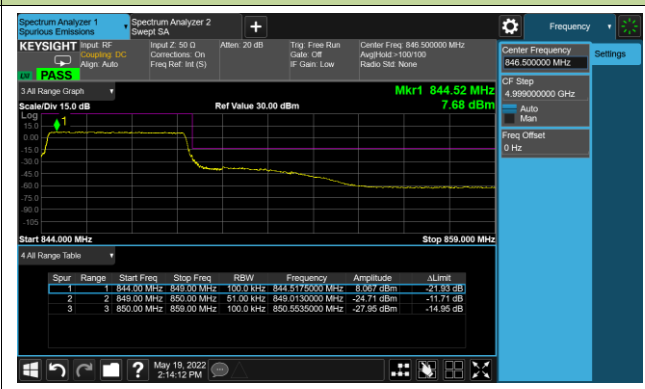 Spectrum Analyzer 1
Spurious Emissions
Spectrum Analyzer 2
Swept SA
+
Frequency
KEYSIGHT
Input: RF
Coupling: DC
Align: Auto
Input Z: 50 Ω
Corrections: On
Freq Ref: Int (S)
Atten: 20 dB
Trig: Free Run
Gate: Off
IF Gain: Low
Center Freq: 846.500000 MHz
Avg|Hold:>100/100
Radio Std: None
PASS
Center Frequency
846.500000 MHz
Settings
CF Step
4.999000000 GHz
Auto
Man
Freq Offset
0 Hz
3 All Range Graph
Mkr1 844.52 MHz
Scale/Div 15.0 dB
Ref Value 30.00 dBm
7.68 dBm
Log
1
15.0
0.00
-15.0
-30.0
-45.0
-60.0
-75.0
-90.0
-105
Start 844.000 MHz
Stop 859.000 MHz
4 All Range Table
Spur Range Start Freq Stop Freq RBW Frequency Amplitude ΔLimit
1 1 844.00 MHz 849.00 MHz 100.0 kHz 844.5175000 MHz 8.067 dBm -21.93 dB
2 2 849.00 MHz 850.00 MHz 51.00 kHz 849.0130000 MHz -24.71 dBm -11.71 dB
3 3 850.00 MHz 859.00 MHz 100.0 kHz 850.5535000 MHz -27.95 dBm -14.95 dB
?
May 19, 2022
2:14:12 PM